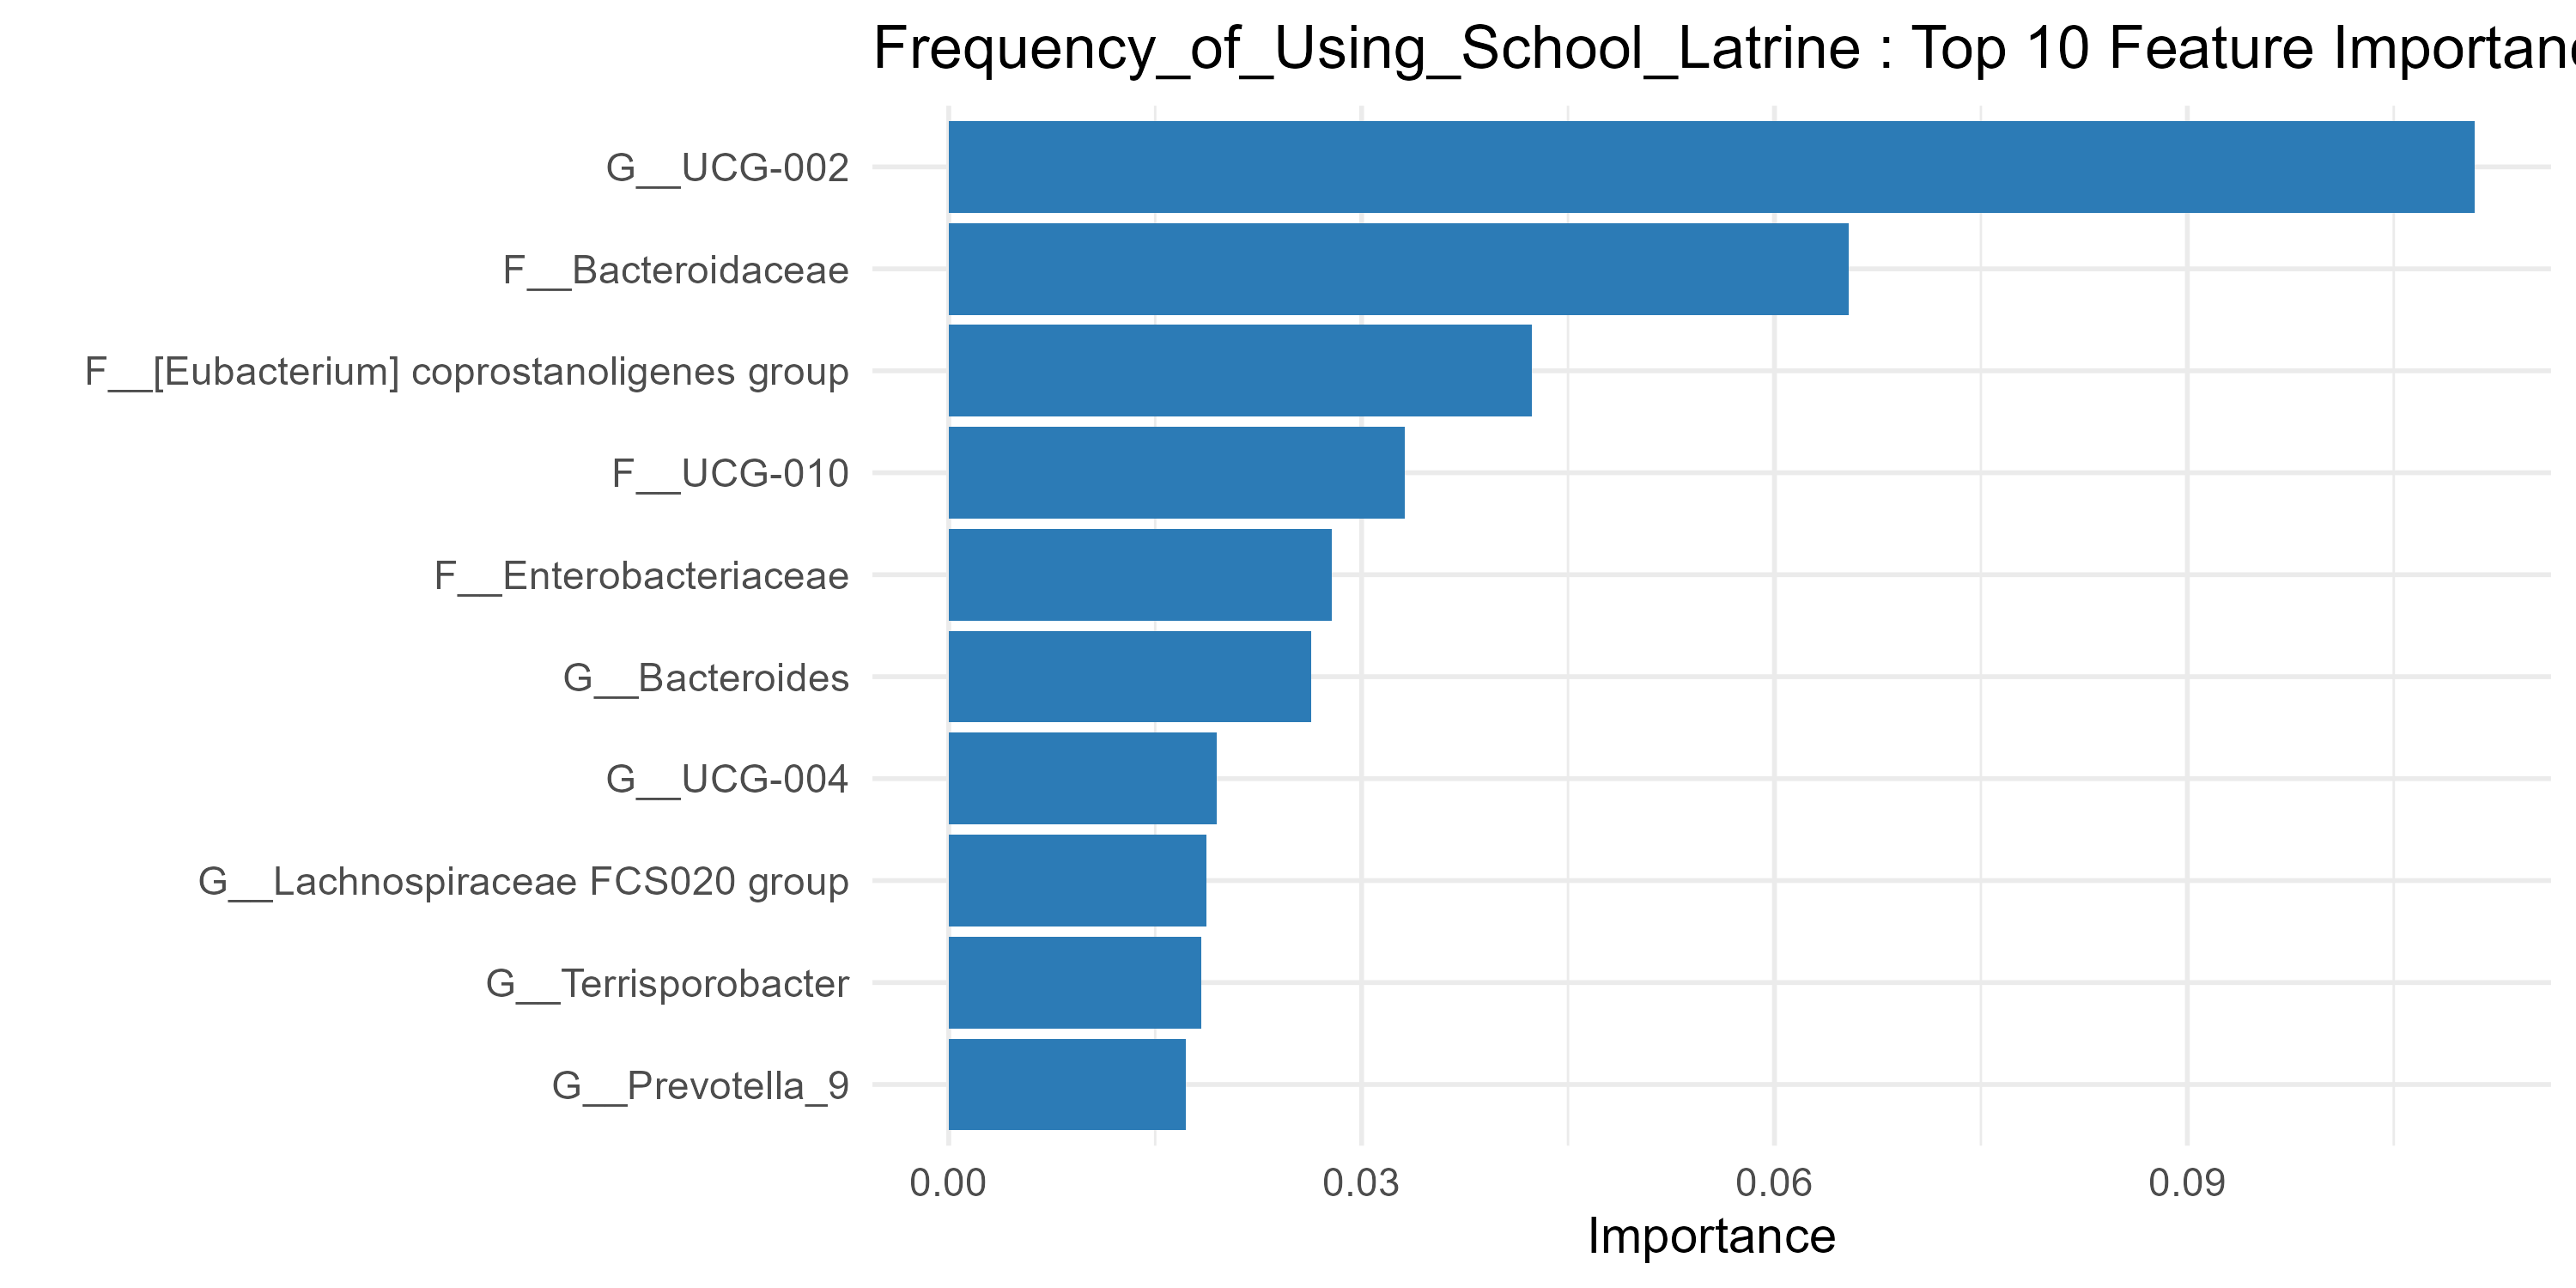 Frequency_of_Using_School_Latrine : Top 10 Feature Importanc
G__UCG-002
F__Bacteroidaceae
F__[Eubacterium] coprostanoligenes group
F__UCG-010
F__Enterobacteriaceae
G__Bacteroides
G__UCG-004
G__Lachnospiraceae FCS020 group
G__Terrisporobacter
G__Prevotella_9
0.00 0.03 0.06 0.09
Importance